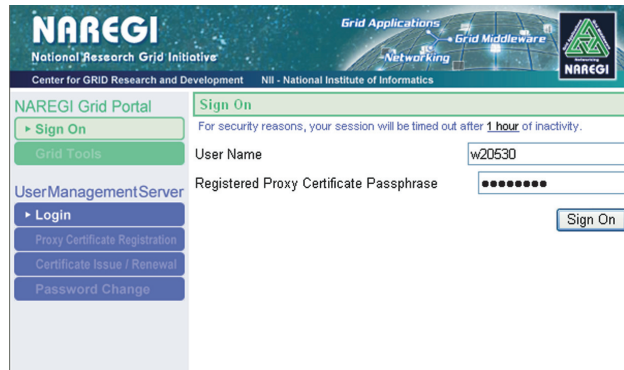 NAREGI
National Research Grid Initiative
Grid Applications
Grid Middleware
Networking
Networking
NAREGI
Center for GRID Research and Development NII - National Institute of Informatics
NAREGI Grid Portal
Sign On
Grid Tools
UserManagementServer
Login
Proxy Certificate Registration
Certificate Issue / Renewal
Password Change
Sign On
For security reasons, your session will be timed out after 1 hour of inactivity.
User Name w20530
Registered Proxy Certificate Passphrase ●●●●●●●●
Sign On